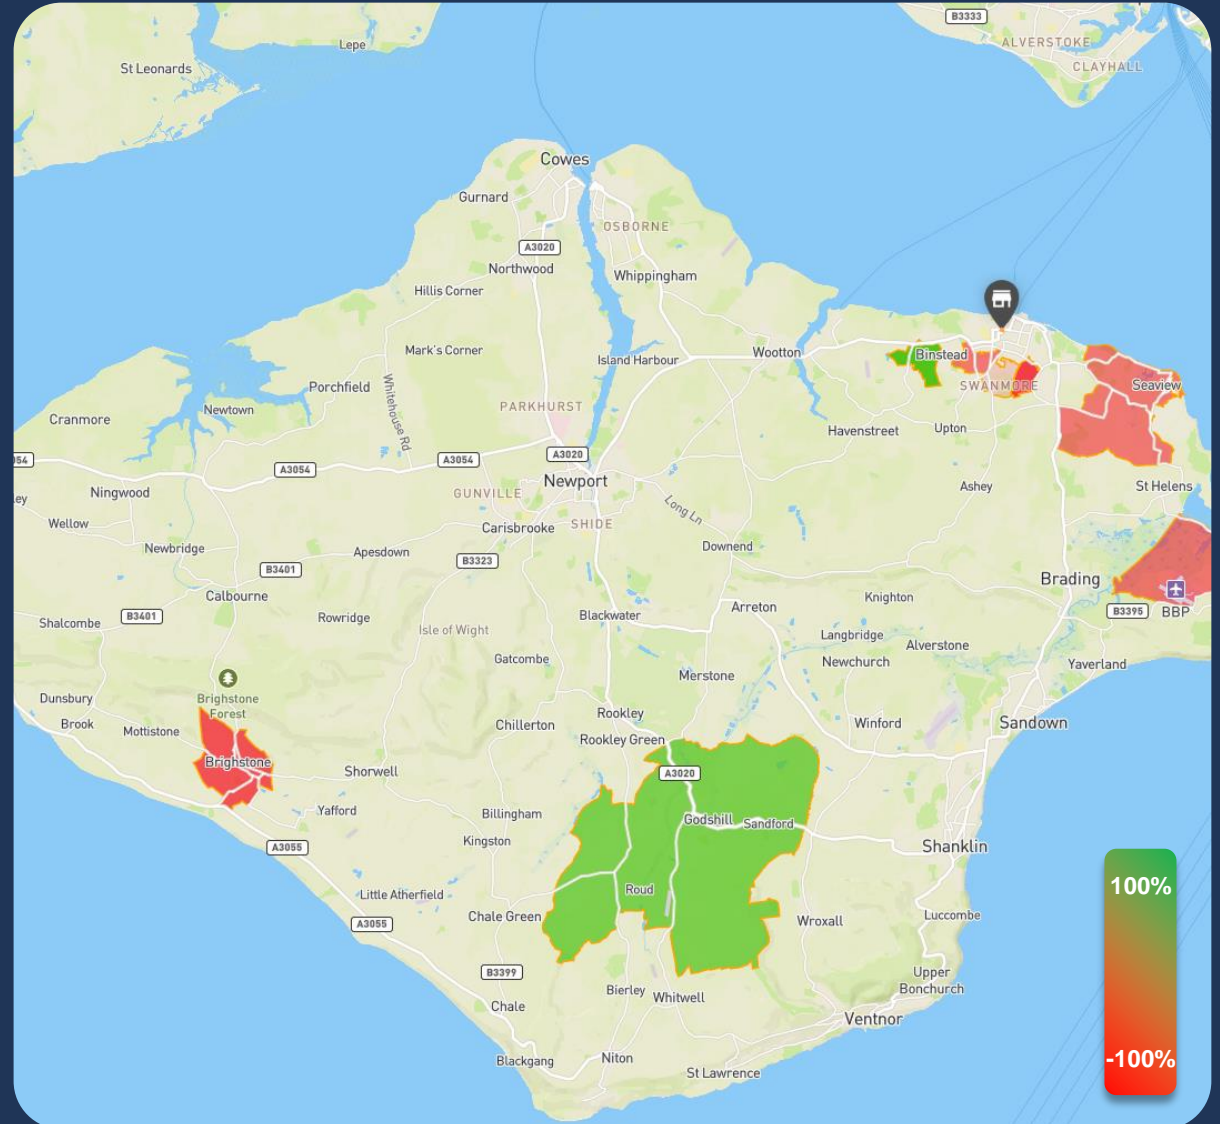 B3333
ALVERSTOKE
Lepe
CLAYHALL
St Leonards
Cowes
Gurnard
OSBORNE
A3020
Northwood
Whippingham
Hillis Corner
Mark's Corner
Island Harbour
Wootton
Binstead
Porchfield
Whitehouse Rd
SWANMORE
Seaview
Newtown
PARKHURST
Cranmore
Havenstreet
Upton
54
A3054
A3054
A3020
Newport
Ningwood
GUNVILLE
Ashey
St Helens
ey
Long Ln
Wellow
Carisbrooke
SHIDE
Newbridge
Apesdown
B3323
Downend
B3401
Brading
Calbourne
Knighton
BBP
B3401
Rowridge
Blackwater
Arreton
B3395
Shalcombe
Isle of Wight
Langbridge
Alverstone
Gatcombe
Newchurch
Yaverland
Merstone
Dunsbury
Brighstone
Forest
Brook
Mottistone
Chillerton
Rookley
Winford
Sandown
Rookley Green
Brighstone
Shorwell
A3020
Yafford
Billingham
Godshill
Sandford
Kingston
A3055
Shanklin
100%
Little Atherfield
Roud
Chale Green
A3055
Wroxall
Luccombe
B3399
Upper
Bonchurch
Bierley
Whitwell
Chale
Ventnor
Blackgang
Niton
St Lawrence
-100%